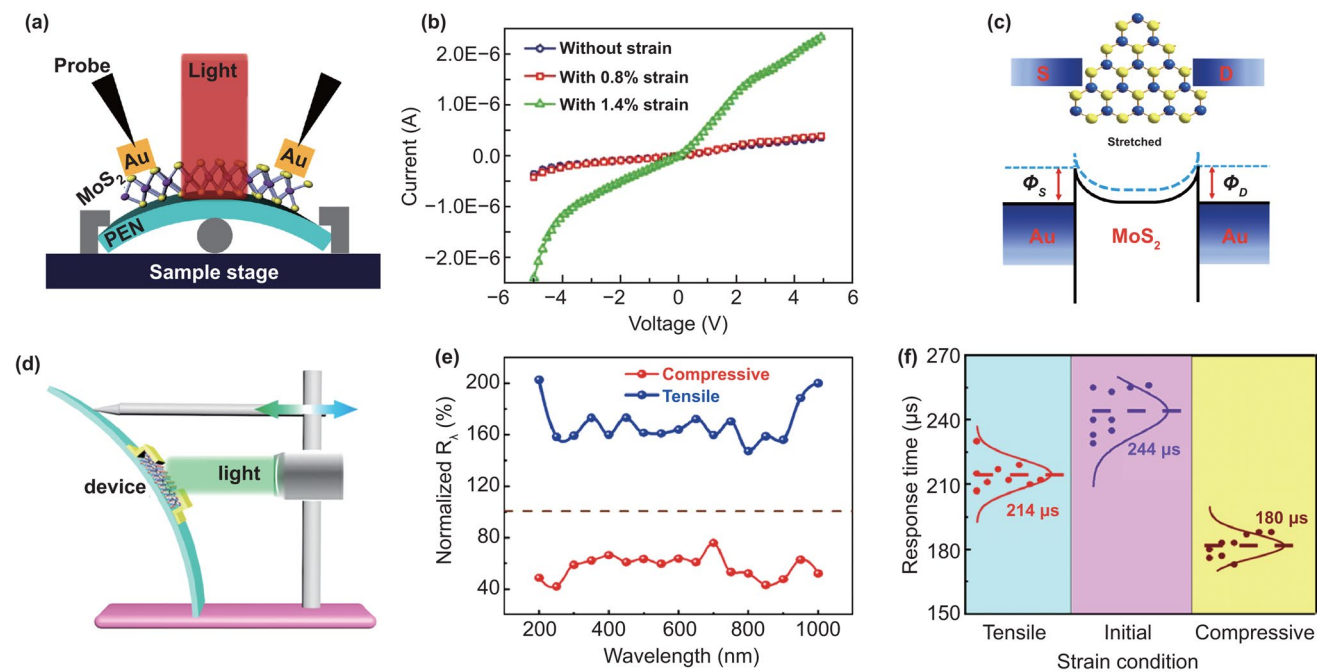 (a)
Probe
Light
Au
Au
MoS2
PEN
Sample stage
(b)
Current (A)
2.0E-6
1.0E-6
0.0
−1.0E-6
−2.0E-6
Without strain
With 0.8% strain
With 1.4% strain
−6 −4 −2 0 2 4 6
Voltage (V)
(c)
S D
Stretched
ΦS ΦD
Au MoS2 Au
(d)
device
light
(e)
Normalized Rλ (%)
200
160
120
80
40
Compressive
Tensile
200 400 600 800 1000
Wavelength (nm)
(f)
Response time (μs)
270
240
210
180
150
214 μs
244 μs
180 μs
Tensile Initial Compressive
Strain condition